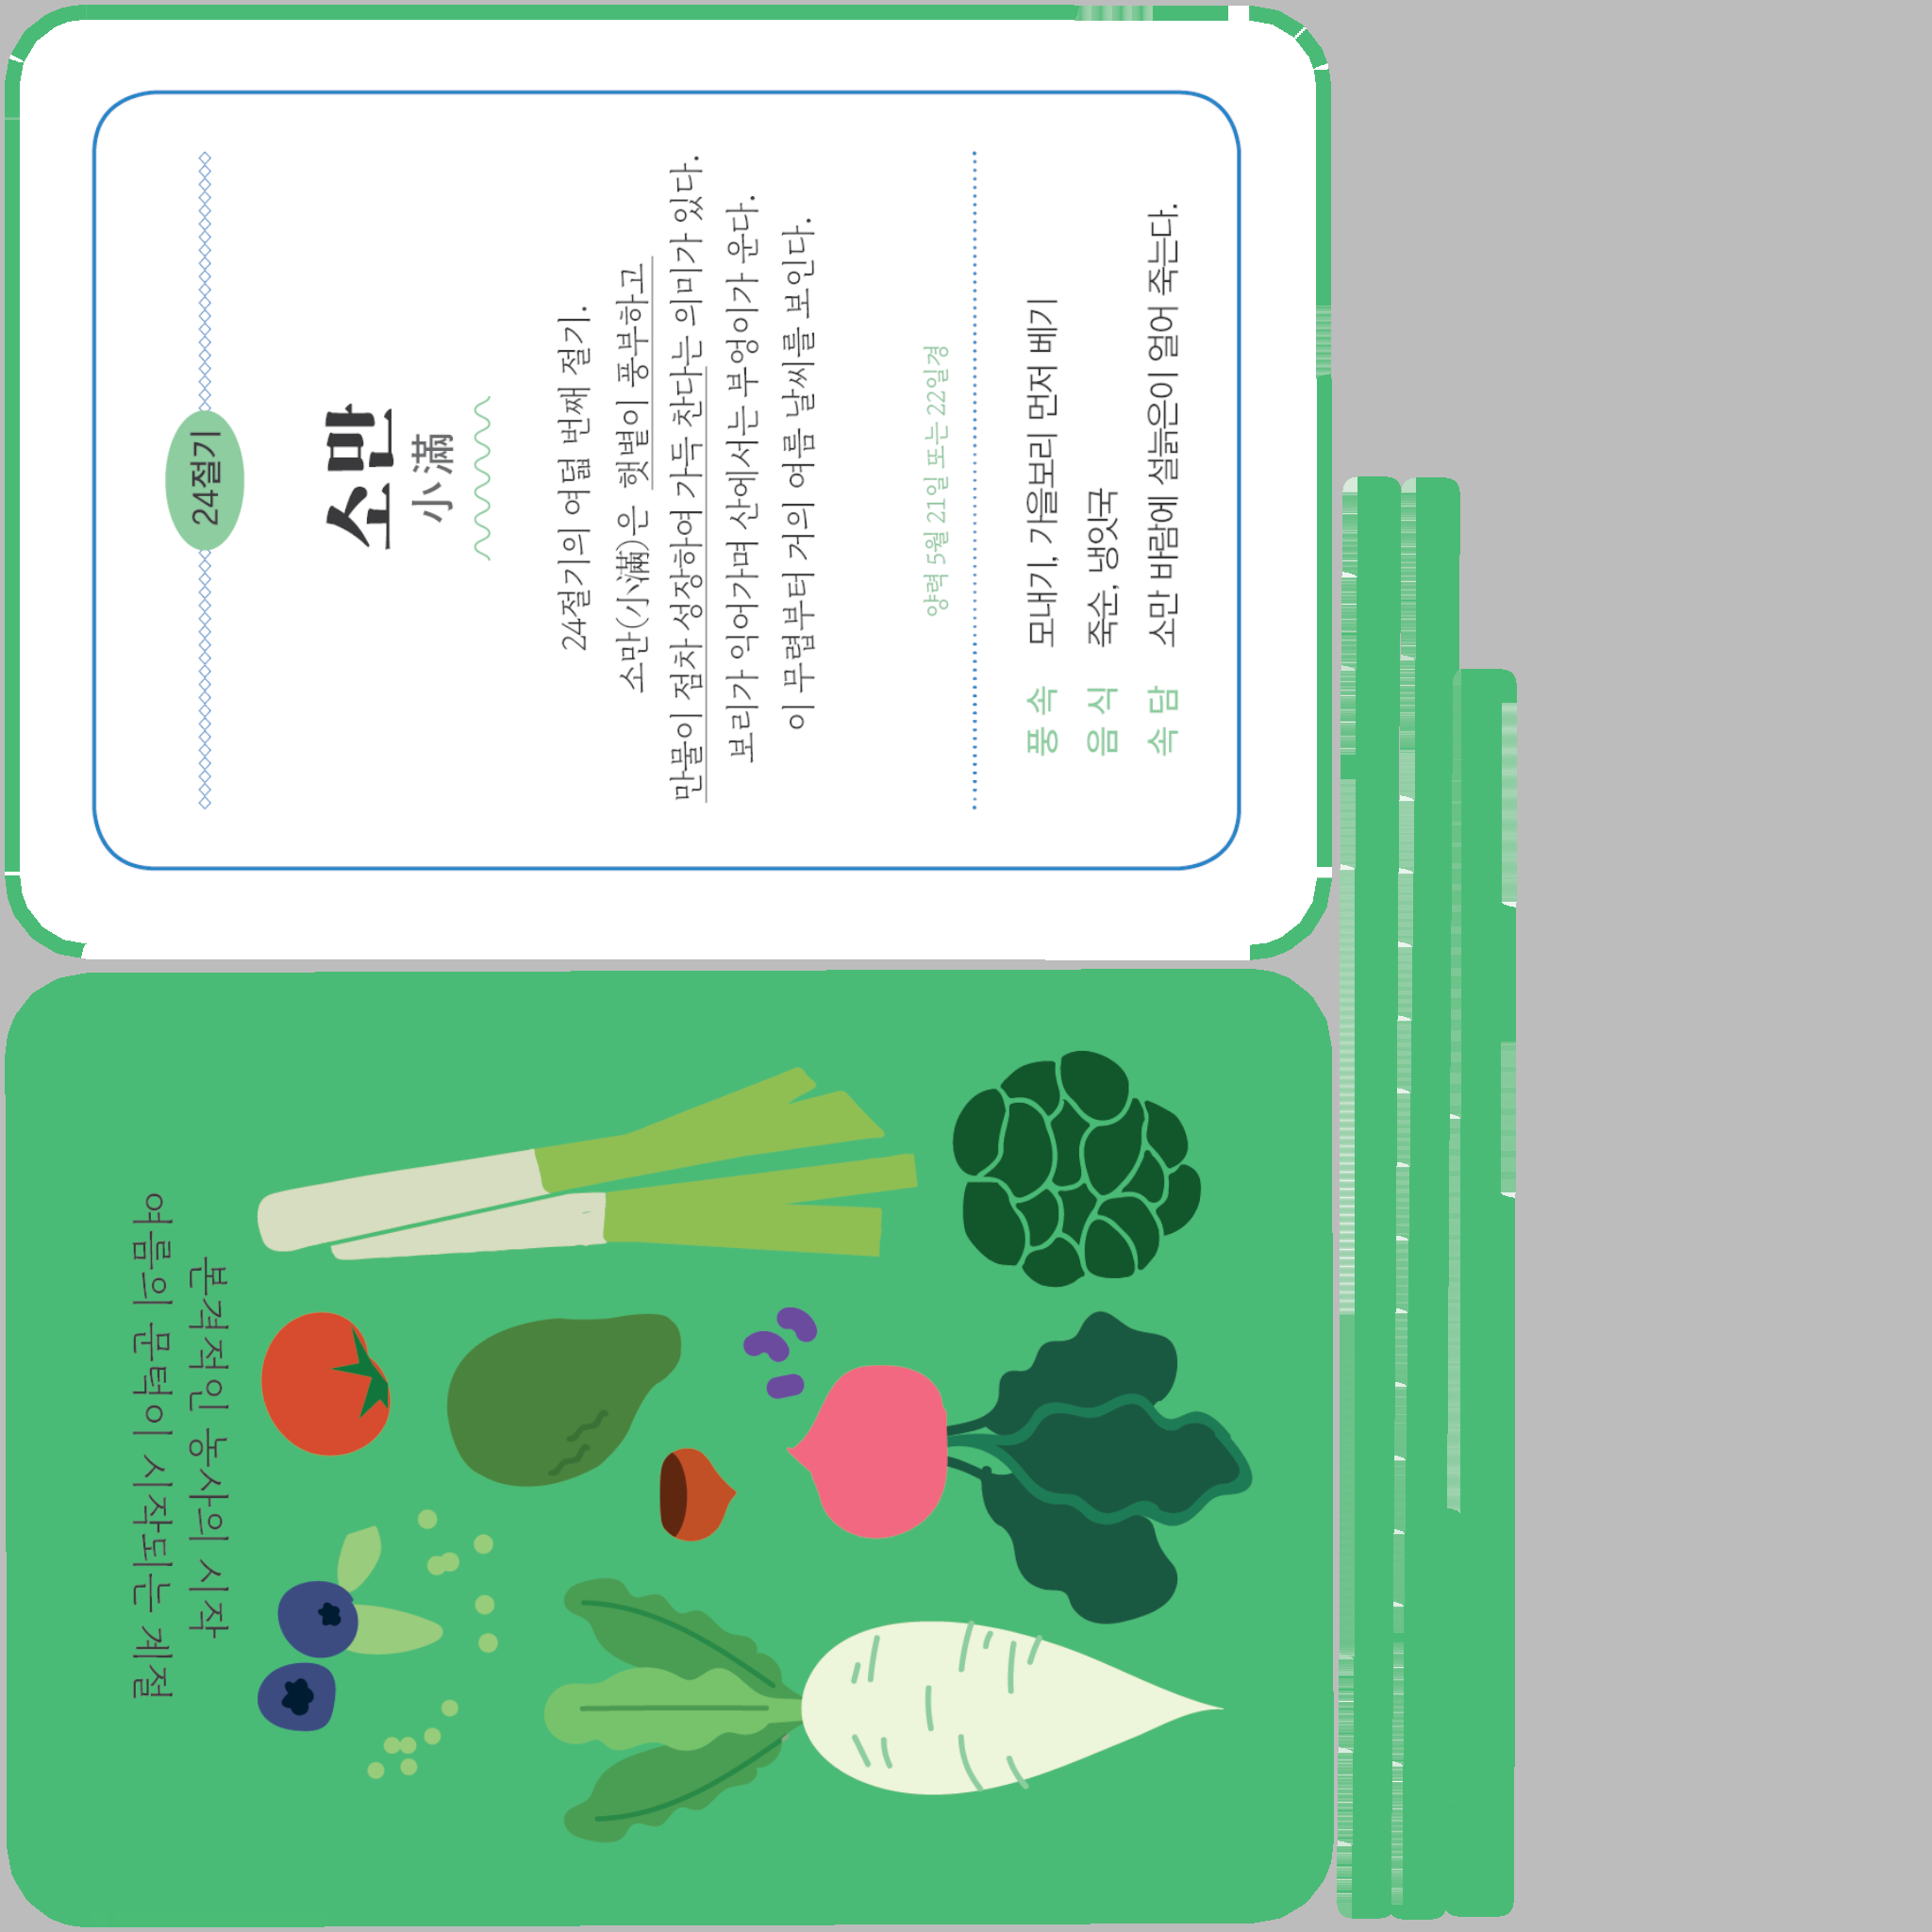 24절기
소만
小滿
24절기의 여덟 번째 절기.
소만(小滿)은 햇볕이 풍부하고
만물이 점차 성장하여 가득 찬다는 의미가 있다.
보리가 익어가며 산에서는 부엉이가 운다.
이 무렵부터 거의 여름 날씨를 보인다.
양력 5월 21일 또는 22일경
풍속 모내기, 가을보리 먼저 베기
음식 죽순, 냉잇국
속담 소만 바람에 설늙은이 얼어 죽는다.
본격적인 농사의 시작
여름의 문턱이 시작되는 계절